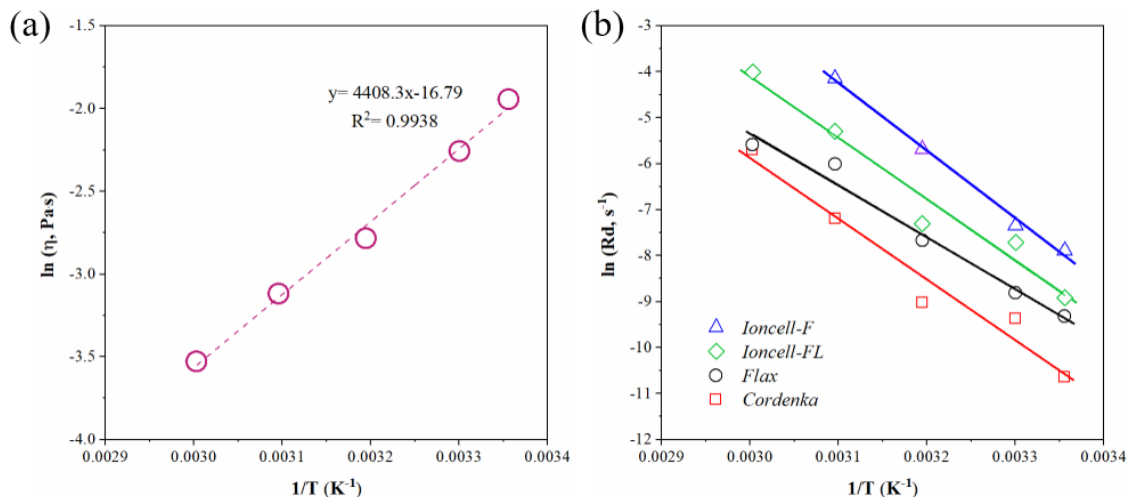 (a)
-1.5
-2.0
-2.5
-3.0
-3.5
-4.0
ln (η, Pa·s)
y= 4408.3x-16.79
R²= 0.9938
0.0029 0.0030 0.0031 0.0032 0.0033 0.0034
1/T (K⁻¹)
(b)
-3
-4
-5
-6
-7
-8
-9
-10
-11
-12
ln (Rd, s⁻¹)
Ioncell-F
Ioncell-FL
Flax
Cordenka
0.0029 0.0030 0.0031 0.0032 0.0033 0.0034
1/T (K⁻¹)